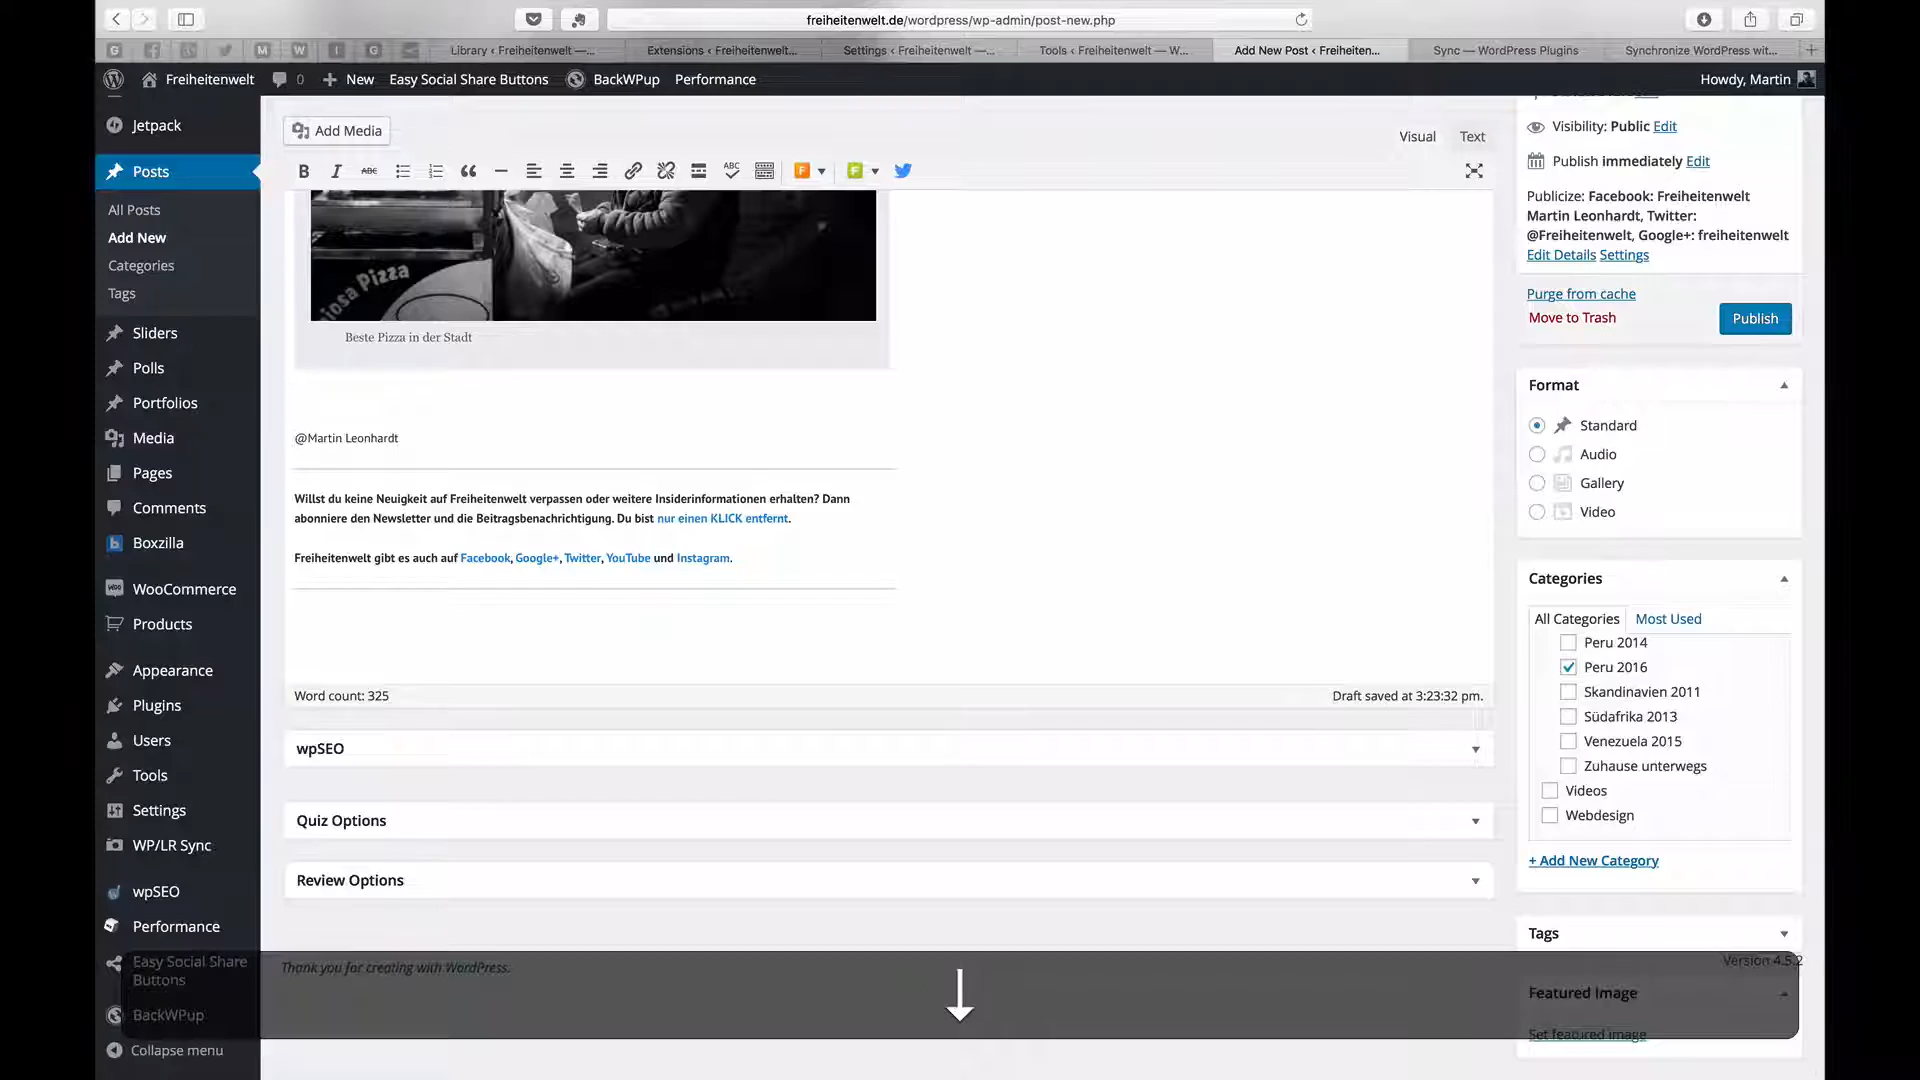 freiheitenwelt.de/wordpress/wp-admin/post-new.php
Library ‹ Freiheitenwelt —...
Extensions ‹ Freiheitenwelt...
Settings ‹ Freiheitenwelt —...
Tools ‹ Freiheitenwelt — W...
Add New Post ‹ Freiheiten...
Sync — WordPress Plugins
Synchronize WordPress wit...
Freiheitenwelt
0
New
Easy Social Share Buttons
BackWPup
Performance
Howdy, Martin
Jetpack
Posts
All Posts
Add New
Categories
Tags
Sliders
Polls
Portfolios
Media
Pages
Comments
Boxzilla
WooCommerce
Products
Appearance
Plugins
Users
Tools
Settings
WP/LR Sync
wpSEO
Performance
Easy Social Share
Buttons
BackWPup
Collapse menu
Add Media
Visual
Text
iosa Pizza
Beste Pizza in der Stadt
@Martin Leonhardt
Willst du keine Neuigkeit auf Freiheitenwelt verpassen oder weitere Insiderinformationen erhalten? Dann
abonniere den Newsletter und die Beitragsbenachrichtigung. Du bist nur einen KLICK entfernt.
Freiheitenwelt gibt es auch auf Facebook, Google+, Twitter, YouTube und Instagram.
Word count: 325
Draft saved at 3:23:32 pm.
wpSEO
Quiz Options
Review Options
Thank you for creating with WordPress.
Version 4.5.2
Visibility: Public Edit
Publish immediately Edit
Publicize: Facebook: Freiheitenwelt
Martin Leonhardt, Twitter:
@Freiheitenwelt, Google+: freiheitenwelt
Edit Details Settings
Purge from cache
Move to Trash
Publish
Format
Standard
Audio
Gallery
Video
Categories
All Categories
Most Used
Peru 2014
Peru 2016
Skandinavien 2011
Südafrika 2013
Venezuela 2015
Zuhause unterwegs
Videos
Webdesign
+ Add New Category
Tags
Featured Image
Set featured image